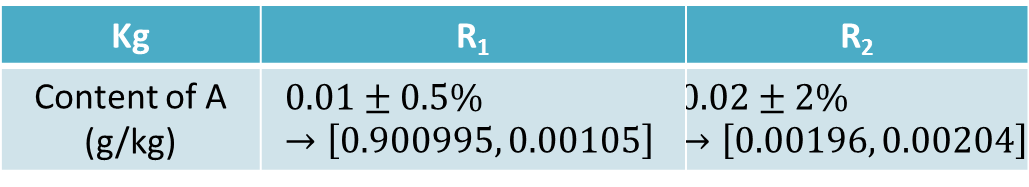 Kg
R₁
R₂
Content of A
(g/kg)
0.01 ± 0.5%
→ [0.900995, 0.00105]
0.02 ± 2%
→ [0.00196, 0.00204]